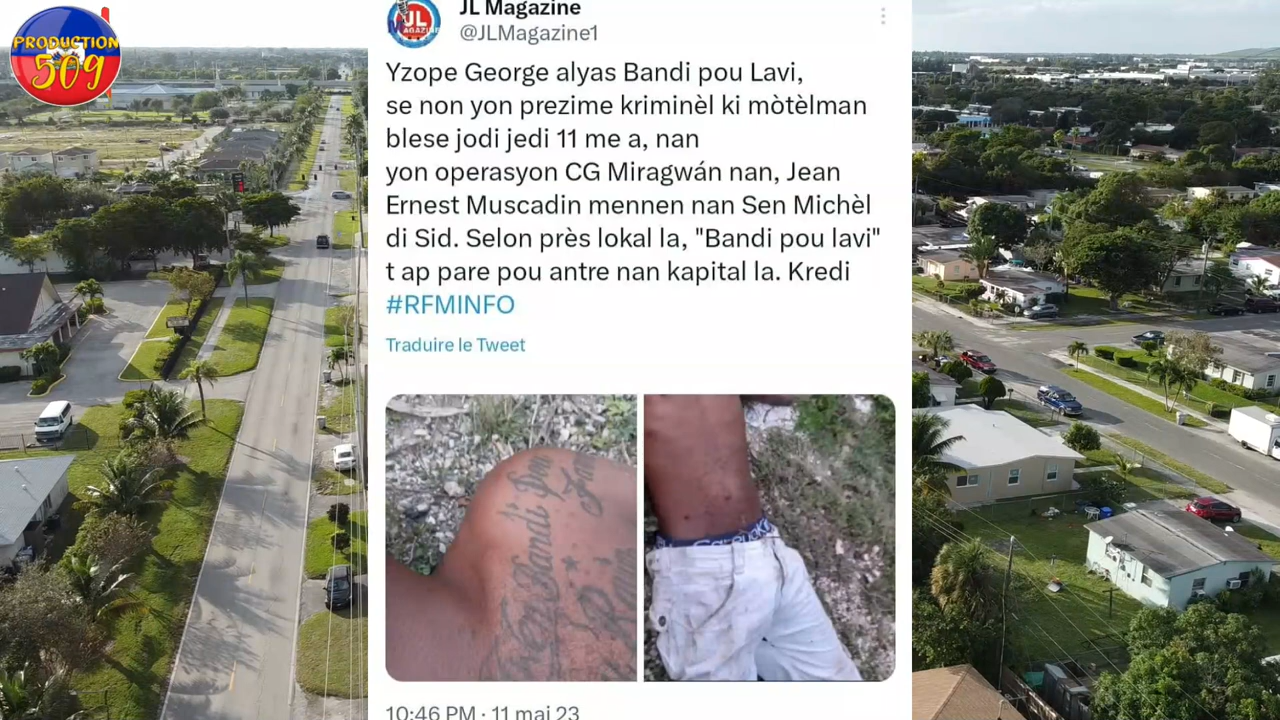 PRODUCTION
509
JL
MAGAZINE
JL Magazine
@JLMagazine1
Yzope George alyas Bandi pou Lavi,
se non yon prezime kriminèl ki mòtèlman
blese jodi jedi 11 me a, nan
yon operasyon CG Miragwán nan, Jean
Ernest Muscadin mennen nan Sen Michèl
di Sid. Selon près lokal la, "Bandi pou lavi"
t ap pare pou antre nan kapital la. Kredi
#RFMINFO
Traduire le Tweet
Bandi
10:46 PM · 11 mai 23